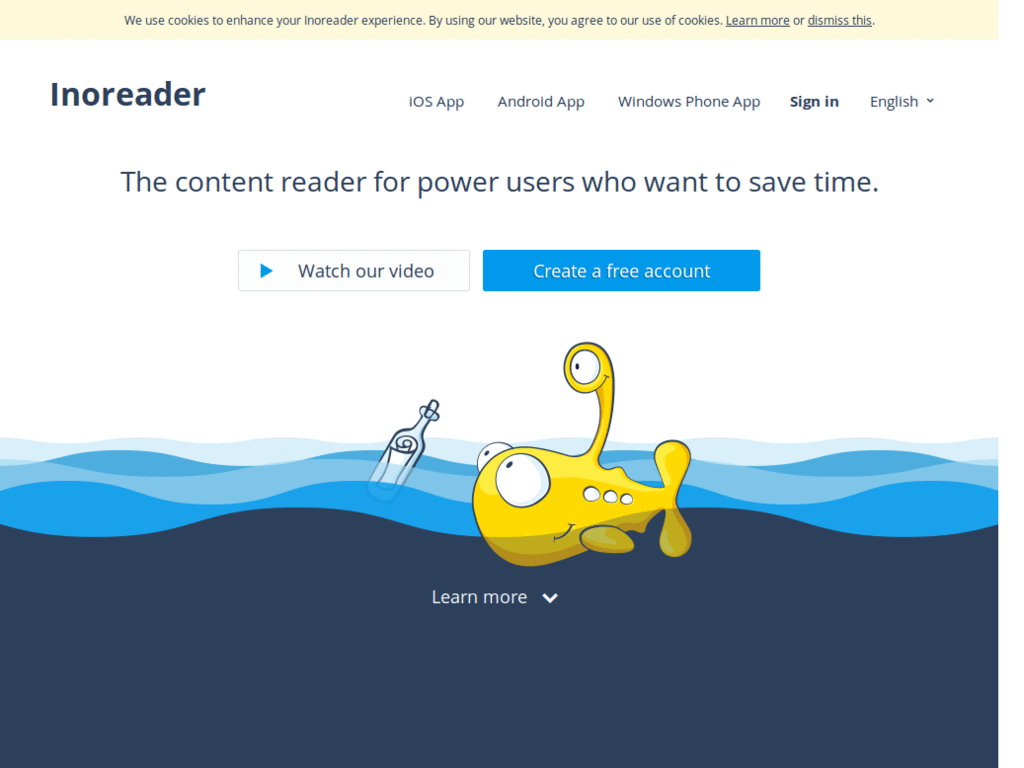 We use cookies to enhance your Inoreader experience. By using our website, you agree to our use of cookies. Learn more or dismiss this.
Inoreader
iOS App Android App Windows Phone App Sign in English
The content reader for power users who want to save time.
Watch our video Create a free account
Learn more